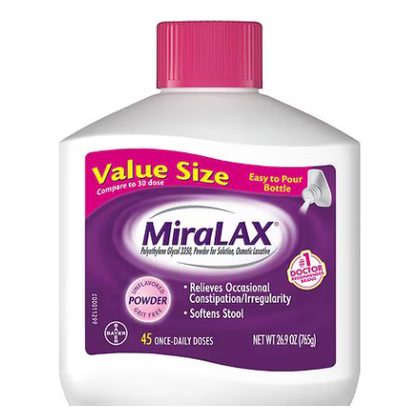 Value Size
Compare to 30 dose
Easy to Pour
Bottle
MiraLAX®
Polyethylene Glycol 3350, Powder for Solution, Osmotic Laxative
#1
DOCTOR
RECOMMENDED
BRAND
UNFLAVORED
POWDER
GRIT FREE
• Relieves Occasional
Constipation/Irregularity
• Softens Stool
BAYER
45 ONCE-DAILY DOSES
NET WT 26.9 OZ (765g)